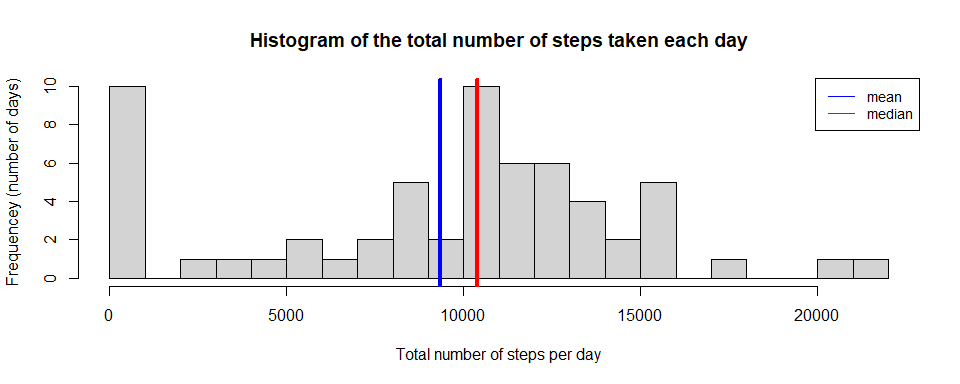 Histogram of the total number of steps taken each day
Frequencey (number of days)
10
8
6
4
2
0
mean
median
0 5000 10000 15000 20000
Total number of steps per day